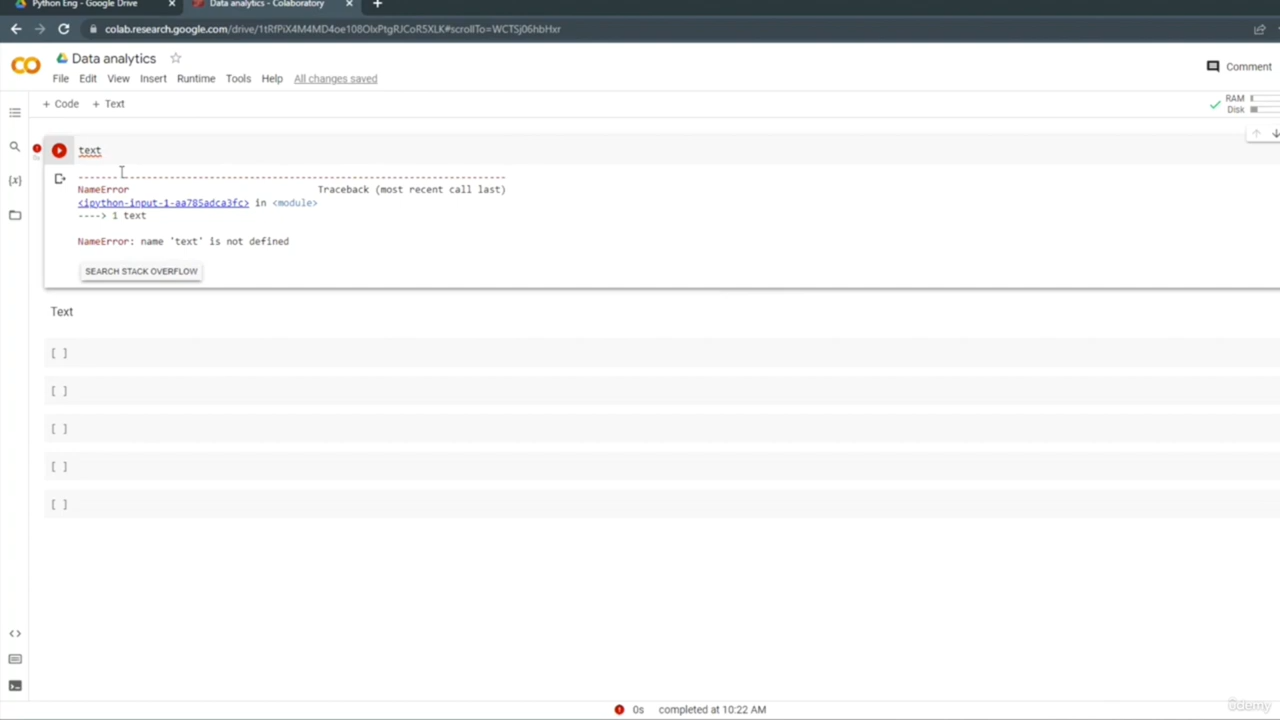 Python Eng - Google Drive
Data analytics - Colaboratory
colab.research.google.com/drive/1tRfPiX4M4MD4oe108OlxPtgRJCoR5XLK#scrollTo=WCTSj06hbHxr
Data analytics
File Edit View Insert Runtime Tools Help All changes saved
Comment
+ Code + Text
RAM
Disk
text
0s
---------------------------------------------------------------------------
NameError Traceback (most recent call last)
<ipython-input-1-aa785adca3fc> in <module>
----> 1 text
NameError: name 'text' is not defined
SEARCH STACK OVERFLOW
Text
[ ]
[ ]
[ ]
[ ]
[ ]
0s completed at 10:22 AM
ûdemy